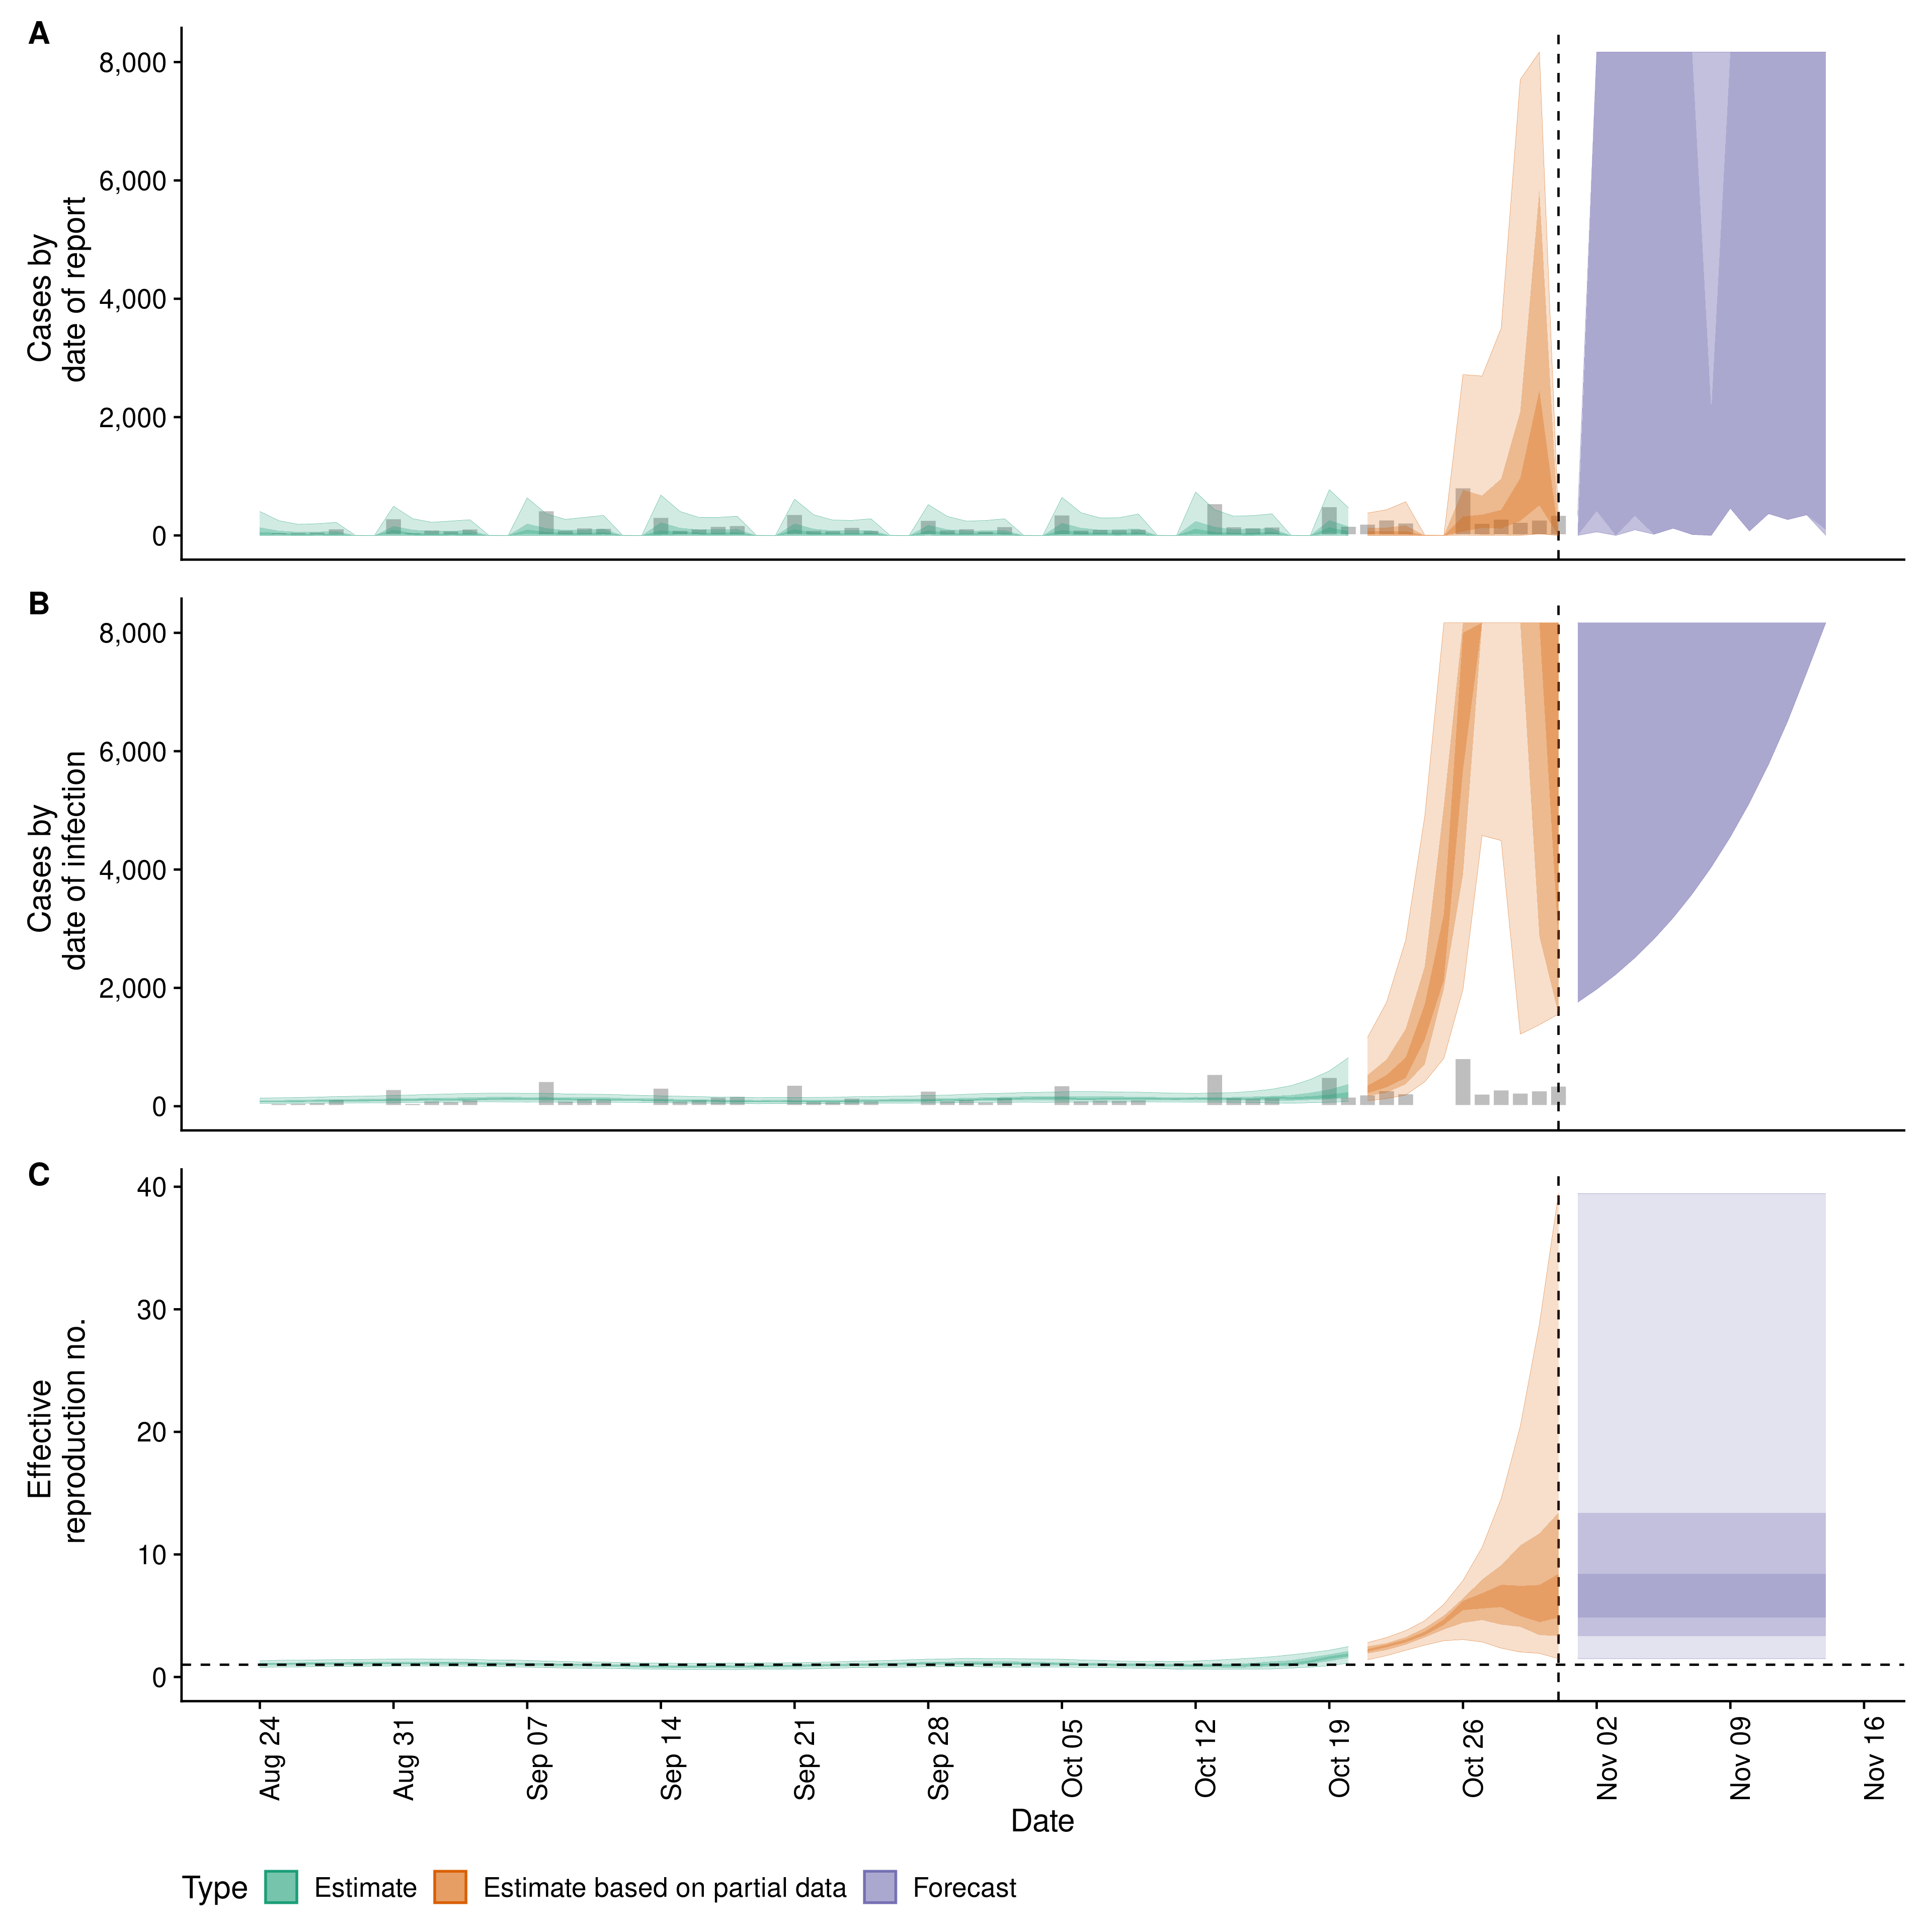 A
8,000
6,000
4,000
2,000
0
Cases by
date of report
B
8,000
6,000
4,000
2,000
0
Cases by
date of infection
C
40
30
20
10
0
Effective
reproduction no.
Aug 24
Aug 31
Sep 07
Sep 14
Sep 21
Sep 28
Oct 05
Oct 12
Oct 19
Oct 26
Nov 02
Nov 09
Nov 16
Date
Type Estimate Estimate based on partial data Forecast